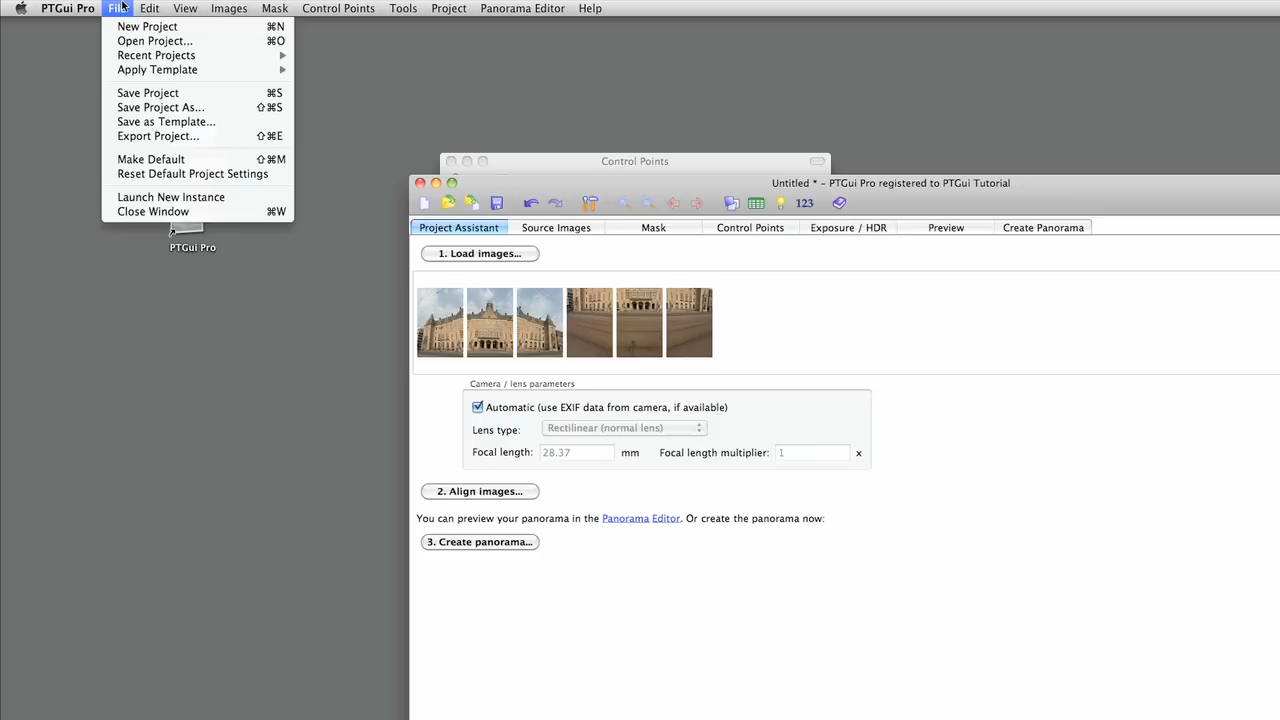 PTGui Pro File Edit View Images Mask Control Points Tools Project Panorama Editor Help
New Project ⌘N
Open Project... ⌘O
Recent Projects
Apply Template
Save Project ⌘S
Save Project As... ⇧⌘S
Save as Template...
Export Project... ⇧⌘E
Make Default ⇧⌘M
Reset Default Project Settings
Launch New Instance
Close Window ⌘W
PTGui Pro
Control Points
Untitled * – PTGui Pro registered to PTGui Tutorial
123
Project Assistant Source Images Mask Control Points Exposure / HDR Preview Create Panorama
1. Load images...
Camera / lens parameters
Automatic (use EXIF data from camera, if available)
Lens type: Rectilinear (normal lens)
Focal length: 28.37 mm Focal length multiplier: 1 x
2. Align images...
You can preview your panorama in the Panorama Editor. Or create the panorama now:
3. Create panorama...